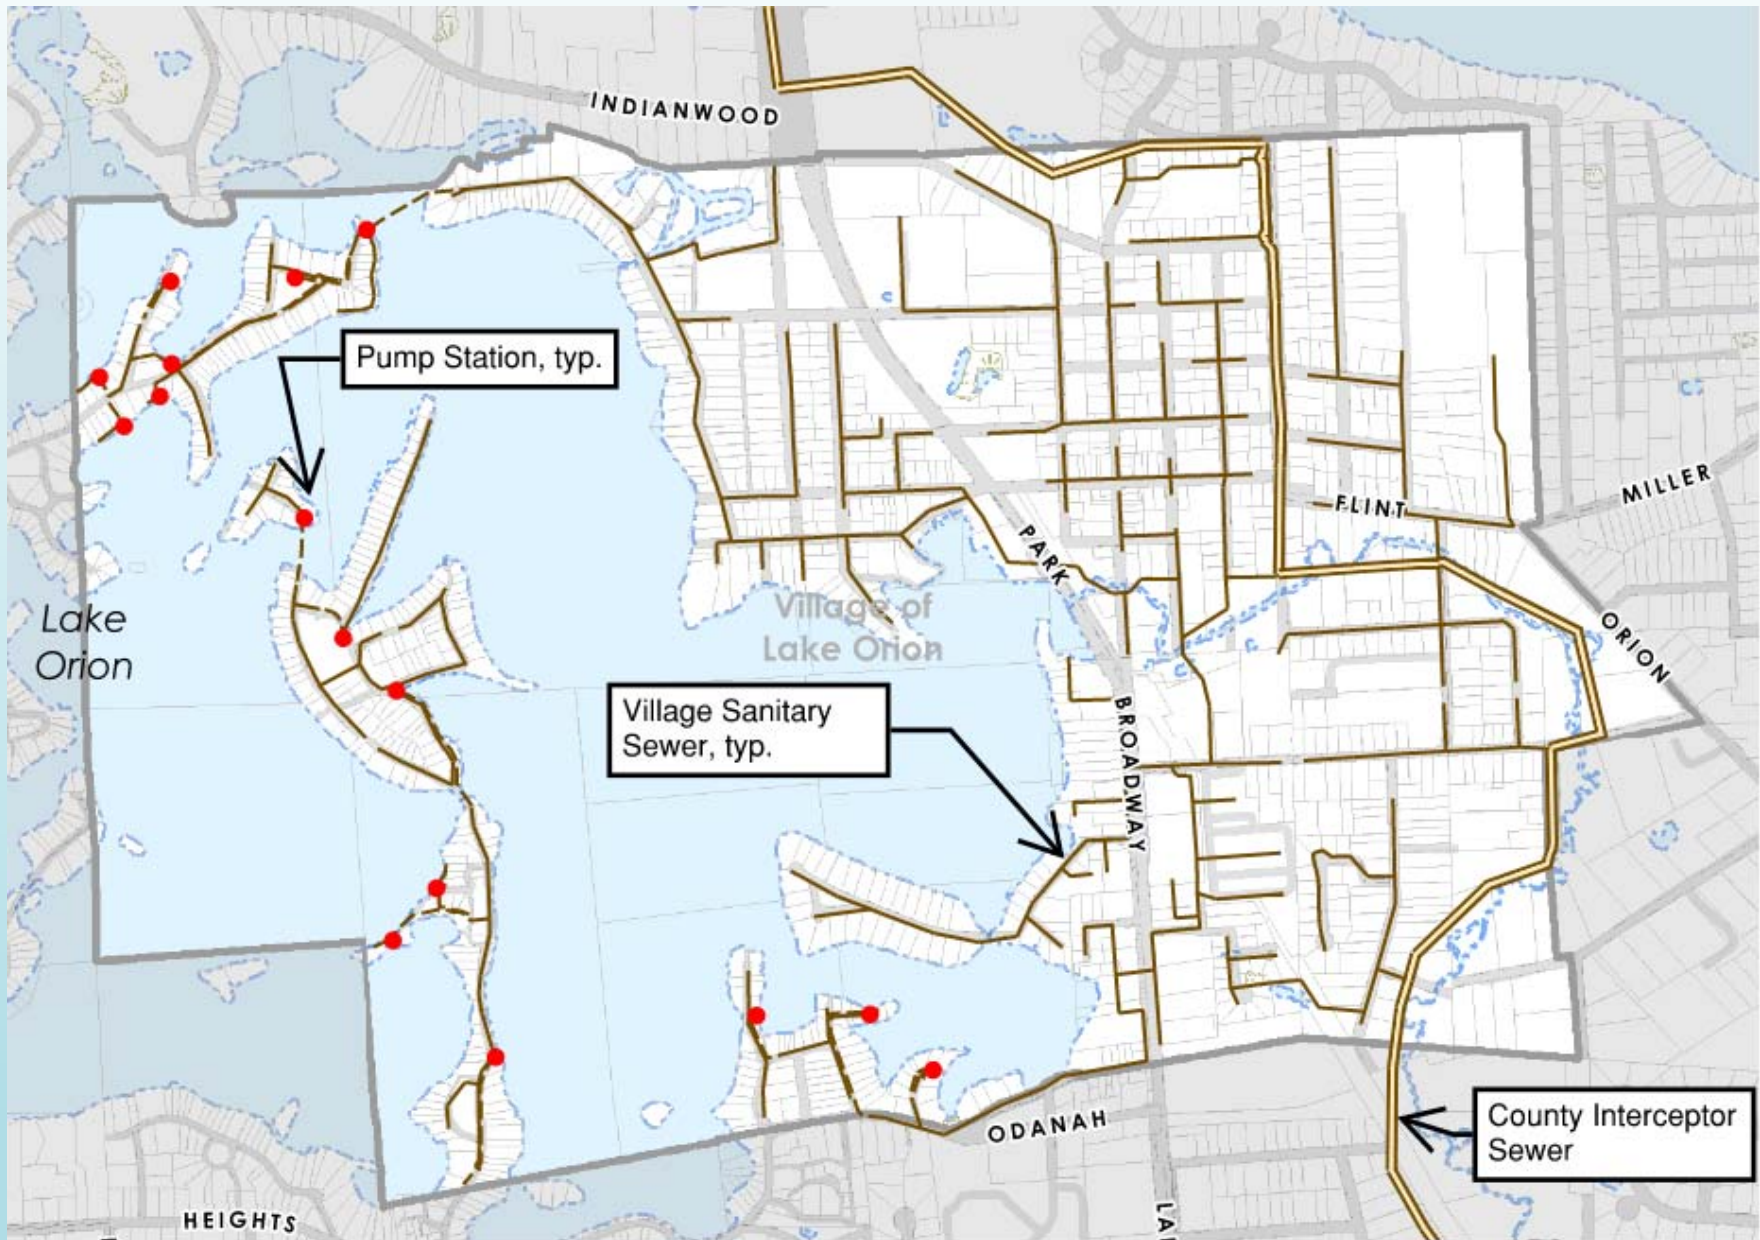 INDIANWOOD
Pump Station, typ.
MILLER
FLINT
PARK
Village of
Lake Orion
Lake
Orion
ORION
Village Sanitary
Sewer, typ.
BROADWAY
County Interceptor
Sewer
ODANAH
HEIGHTS